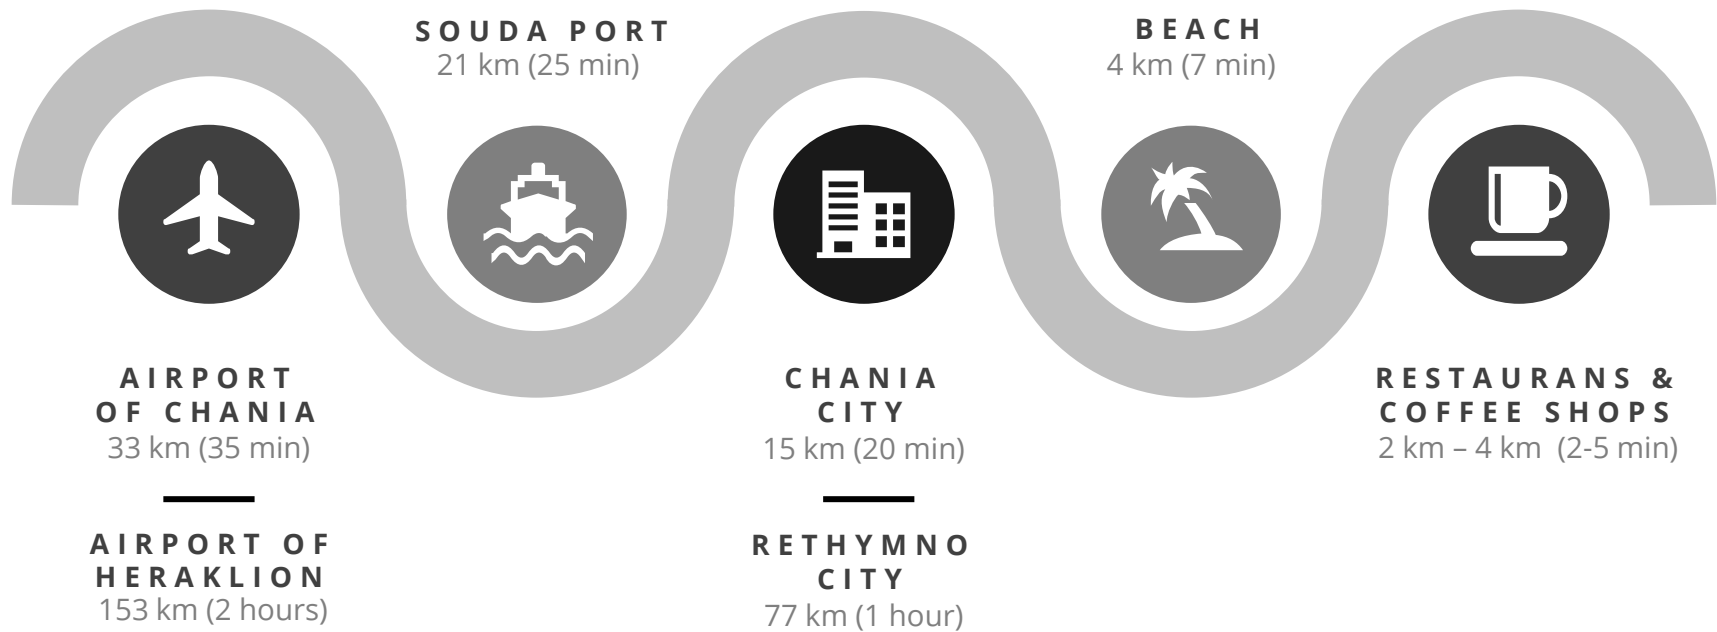 SOUDA PORT
21 km (25 min)
BEACH
4 km (7 min)
AIRPORT
OF CHANIA
33 km (35 min)
AIRPORT OF
HERAKLION
153 km (2 hours)
CHANIA
CITY
15 km (20 min)
RETHYMNO
CITY
77 km (1 hour)
RESTAURANS &
COFFEE SHOPS
2 km – 4 km  (2-5 min)